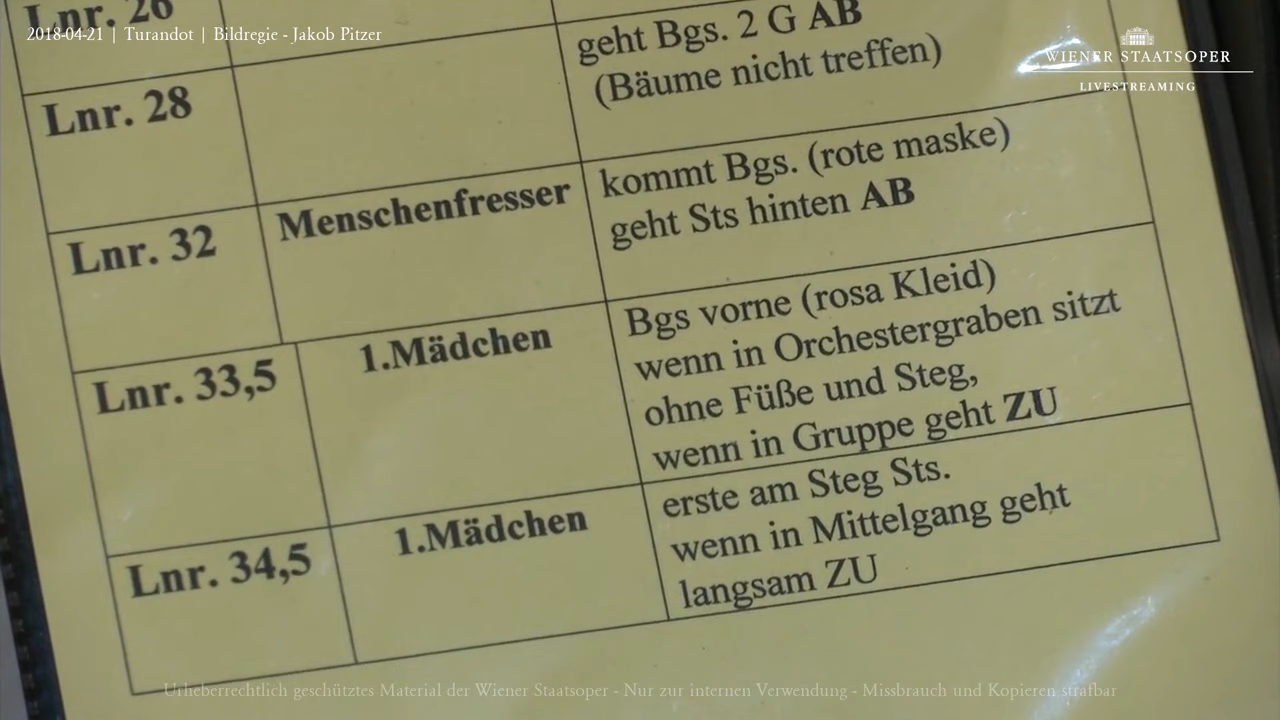 2018-04-21 | Turandot | Bildregie - Jakob Pitzer
WIENER STAATSOPER
LIVESTREAMING
Lnr. 26
geht Bgs. 2 G AB
(Bäume nicht treffen)
Lnr. 28
Menschenfresser
kommt Bgs. (rote maske)
geht Sts hinten AB
Lnr. 32
1.Mädchen
Bgs vorne (rosa Kleid)
wenn in Orchestergraben sitzt
ohne Füße und Steg,
wenn in Gruppe geht ZU
Lnr. 33,5
1.Mädchen
erste am Steg Sts.
wenn in Mittelgang geht
langsam ZU
Lnr. 34,5
Urheberrechtlich geschütztes Material der Wiener Staatsoper - Nur zur internen Verwendung - Missbrauch und Kopieren strafbar